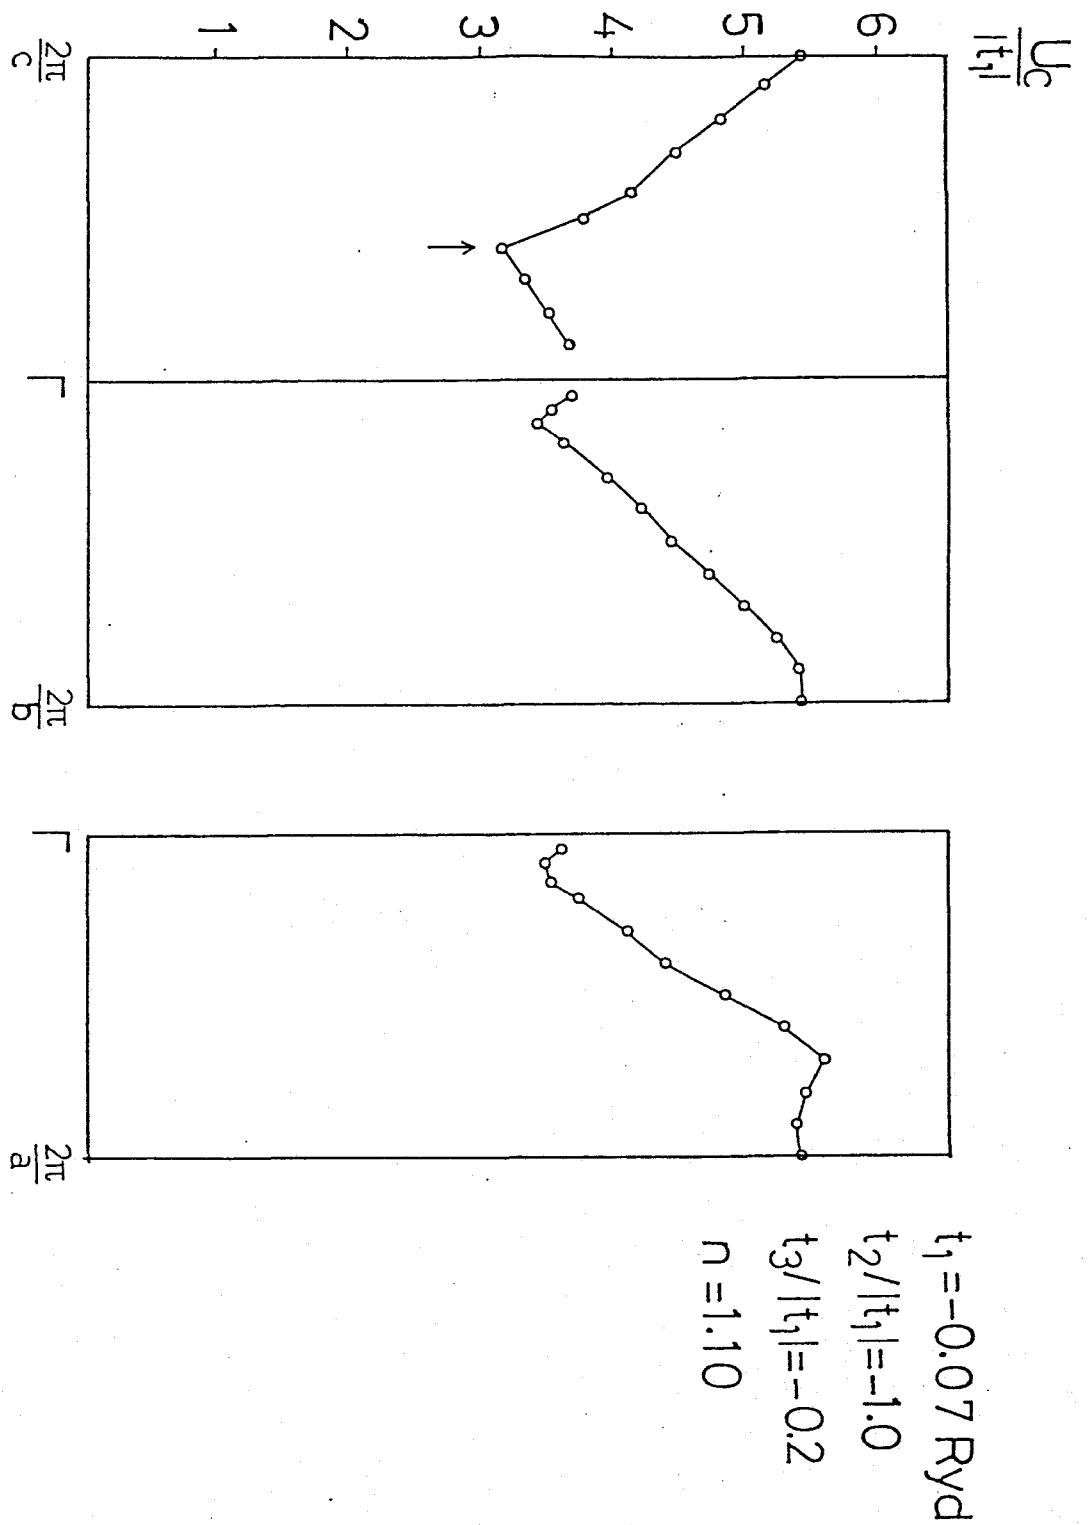 U_C/|t_1|
6
5
4
3
2
1
2π/c
Γ
2π/b
Γ
2π/a
t_1=-0.07 Ryd
t_2/|t_1|=-1.0
t_3/|t_1|=-0.2
n=1.10